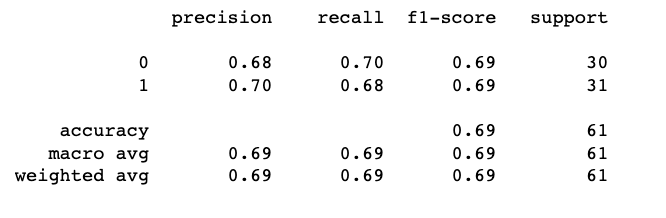 precision recall f1-score support
0 0.68 0.70 0.69 30
1 0.70 0.68 0.69 31
accuracy 0.69 61
macro avg 0.69 0.69 0.69 61
weighted avg 0.69 0.69 0.69 61